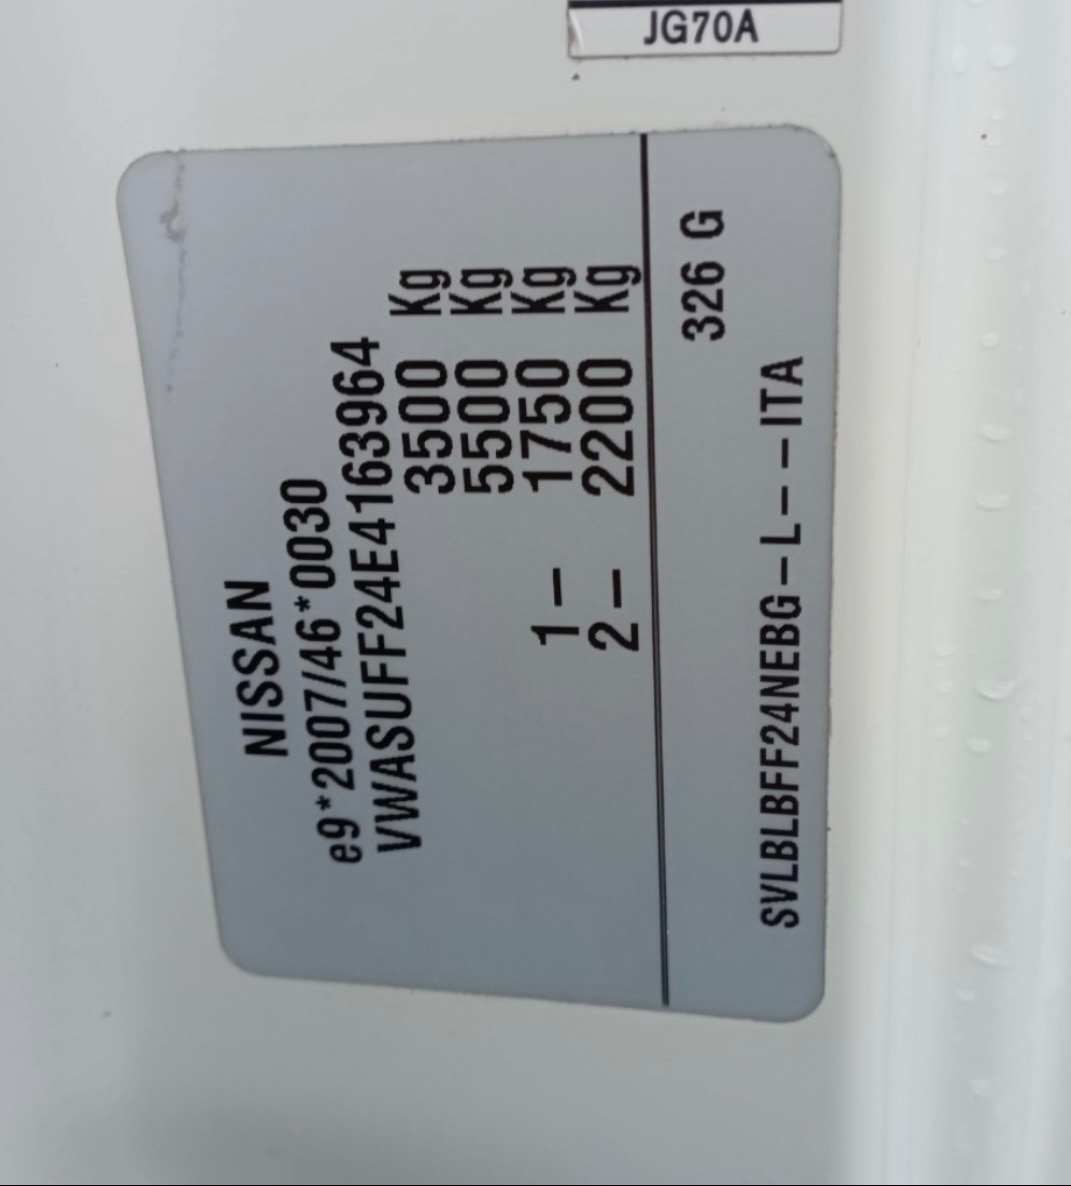 JG70A
NISSAN
e9*2007/46*0030
VWASUFF24E4163964
3500 Kg
5500 Kg
1– 1750 Kg
2– 2200 Kg
326 G
SVLBLBFF24NEBG–L–––ITA